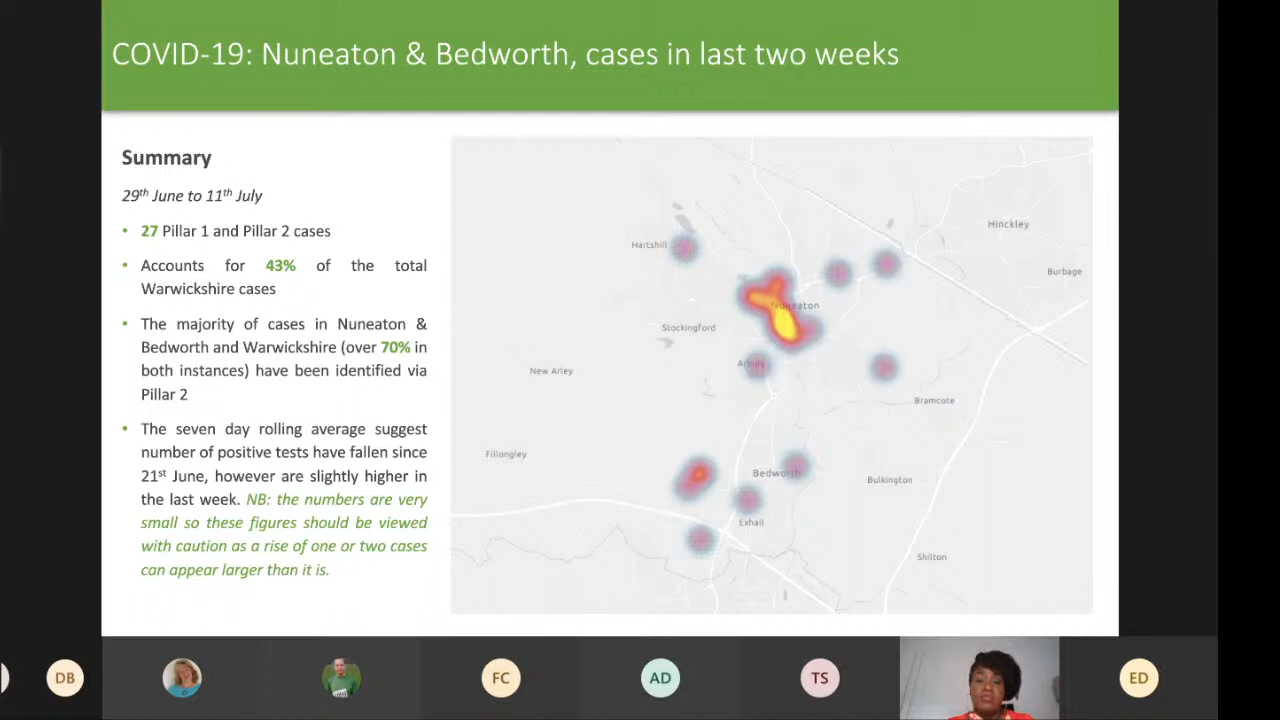 COVID-19: Nuneaton & Bedworth, cases in last two weeks
Summary
29th June to 11th July
• 27 Pillar 1 and Pillar 2 cases
• Accounts for 43% of the total
Warwickshire cases
• The majority of cases in Nuneaton &
Bedworth and Warwickshire (over 70% in
both instances) have been identified via
Pillar 2
• The seven day rolling average suggest
number of positive tests have fallen since
21st June, however are slightly higher in
the last week. NB: the numbers are very
small so these figures should be viewed
with caution as a rise of one or two cases
can appear larger than it is.
Hinckley
Hartshill
Burbage
Nuneaton
Stockingford
Arbury
New Arley
Bramcote
Fillongley
Bedworth
Bulkington
Exhall
Shilton
DB
FC
AD
TS
ED